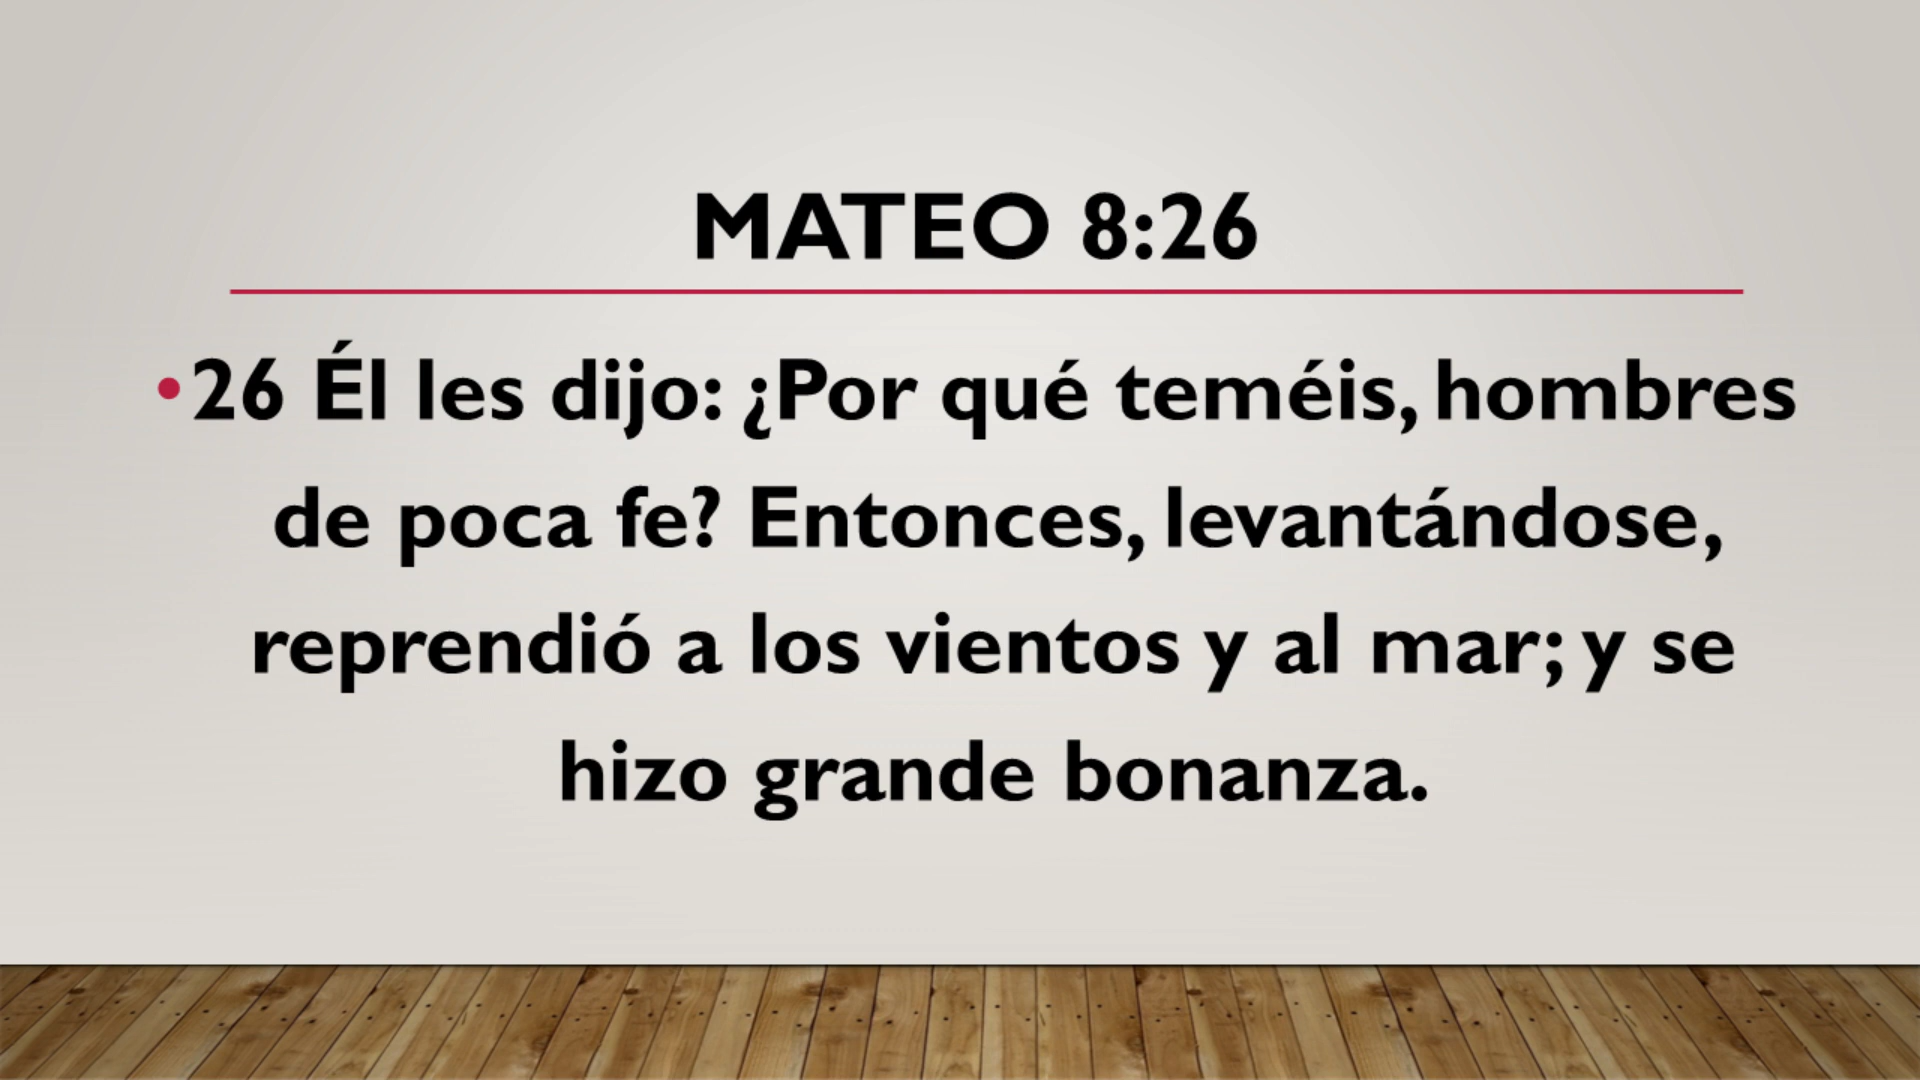 MATEO 8:26
•26 Él les dijo: ¿Por qué teméis, hombres
de poca fe? Entonces, levantándose,
reprendió a los vientos y al mar; y se
hizo grande bonanza.